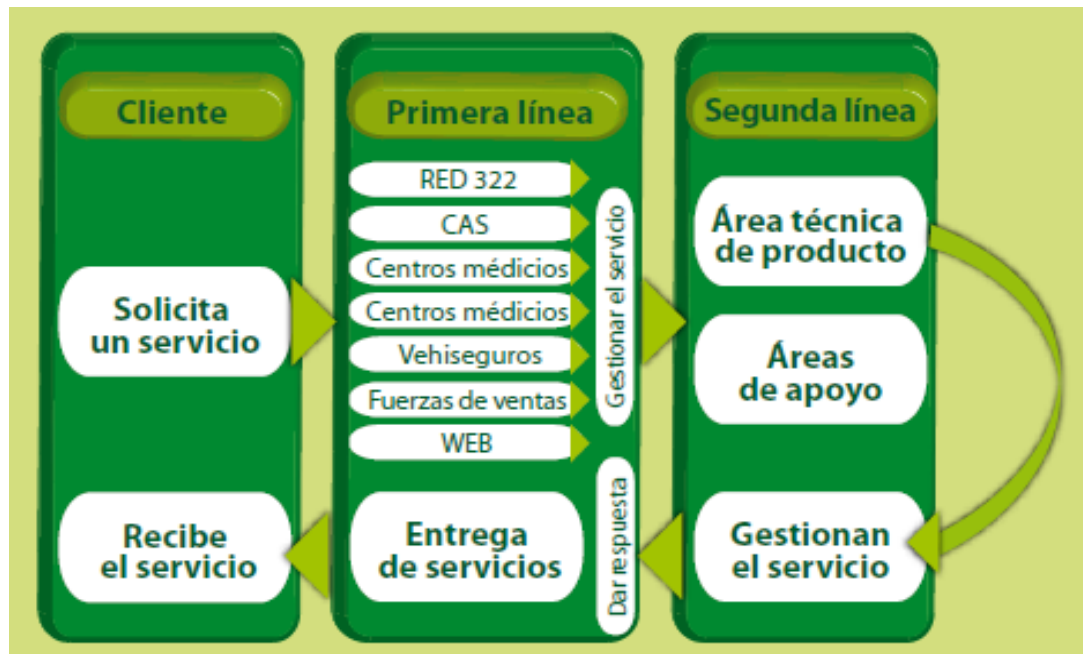 Cliente
Solicita
un servicio
Recibe
el servicio
Primera línea
RED 322
CAS
Centros médicios
Centros médicios
Vehiseguros
Fuerzas de ventas
WEB
Gestionar el servicio
Entrega
de servicios
Dar respuesta
Segunda línea
Área técnica
de producto
Áreas
de apoyo
Gestionan
el servicio